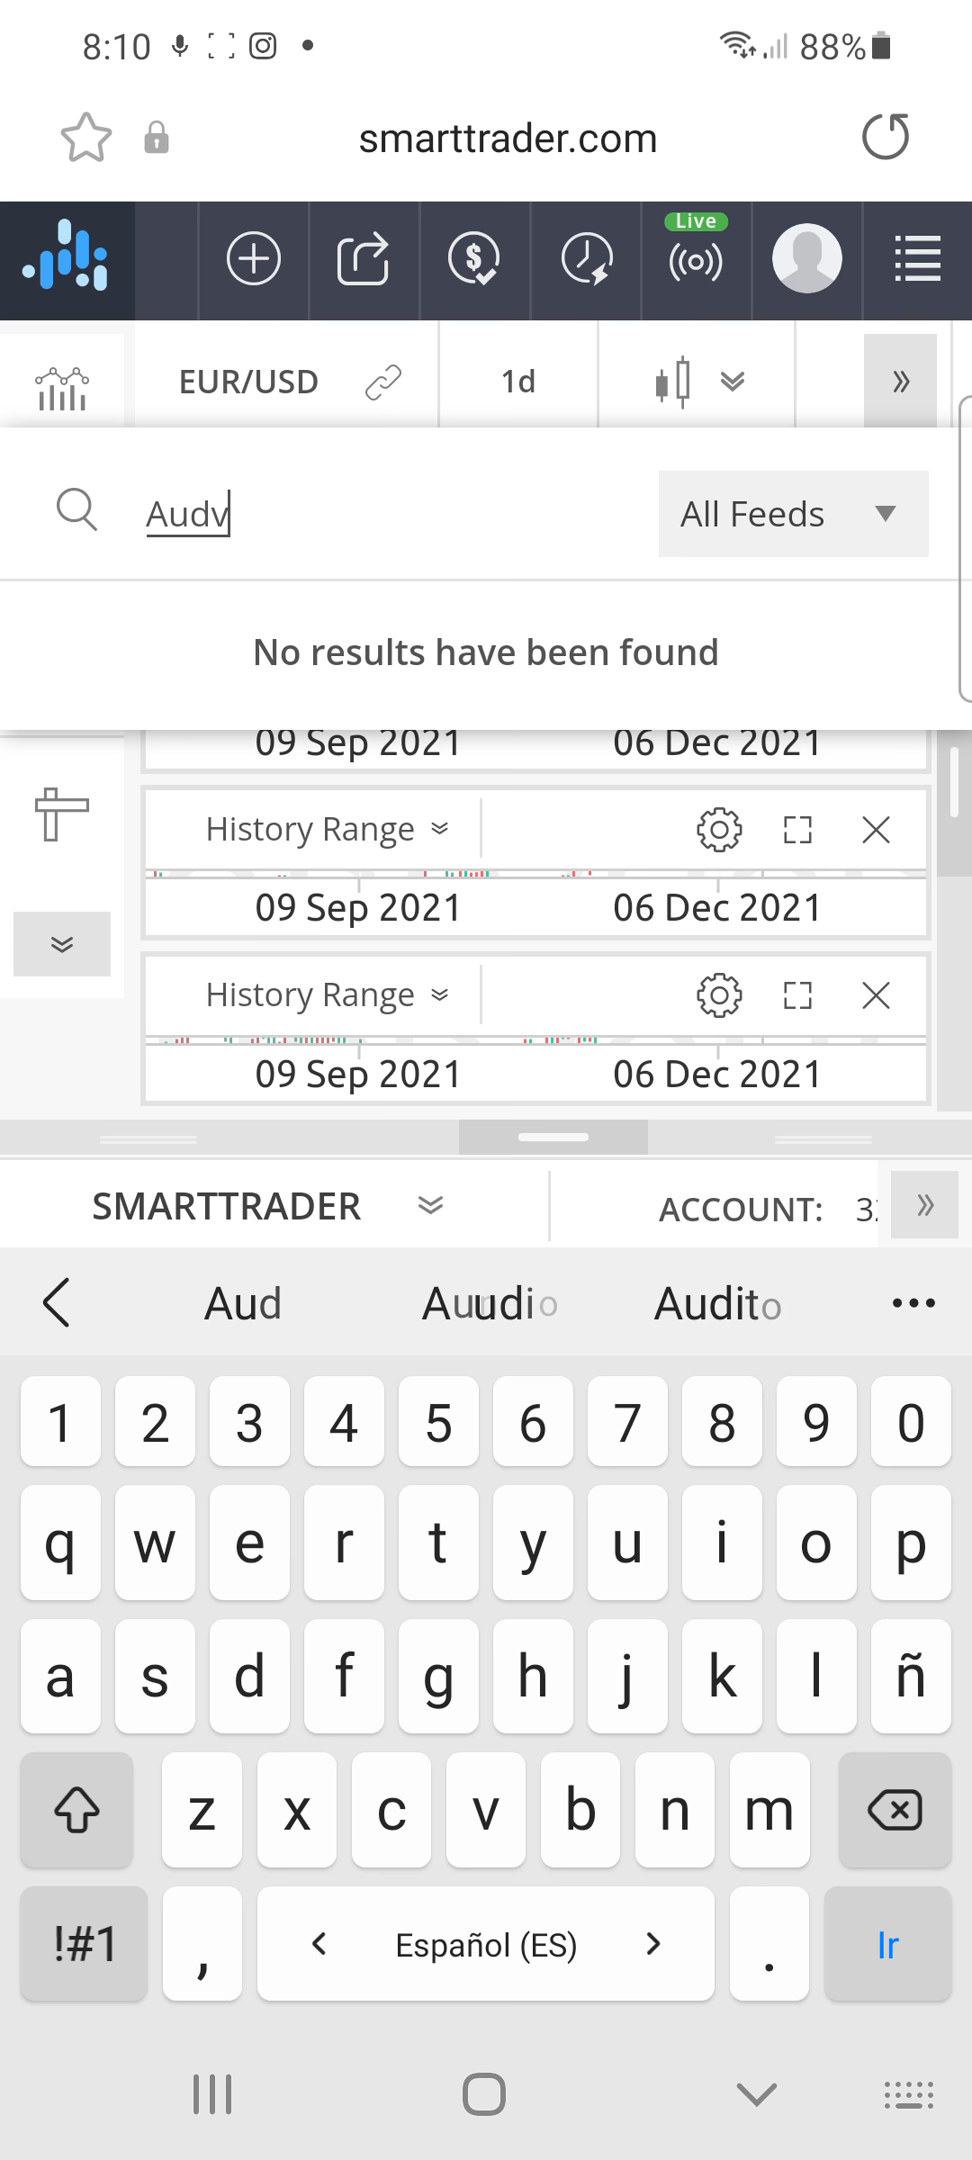 8:10
88%
smarttrader.com
Live
EUR/USD
1d
Audv
All Feeds
No results have been found
09 Sep 2021 06 Dec 2021
History Range
09 Sep 2021 06 Dec 2021
History Range
09 Sep 2021 06 Dec 2021
SMARTTRADER
ACCOUNT:
Aud
Audito
1 2 3 4 5 6 7 8 9 0
q w e r t y u i o p
a s d f g h j k l ñ
z x c v b n m
!#1 , Español (ES) . Ir